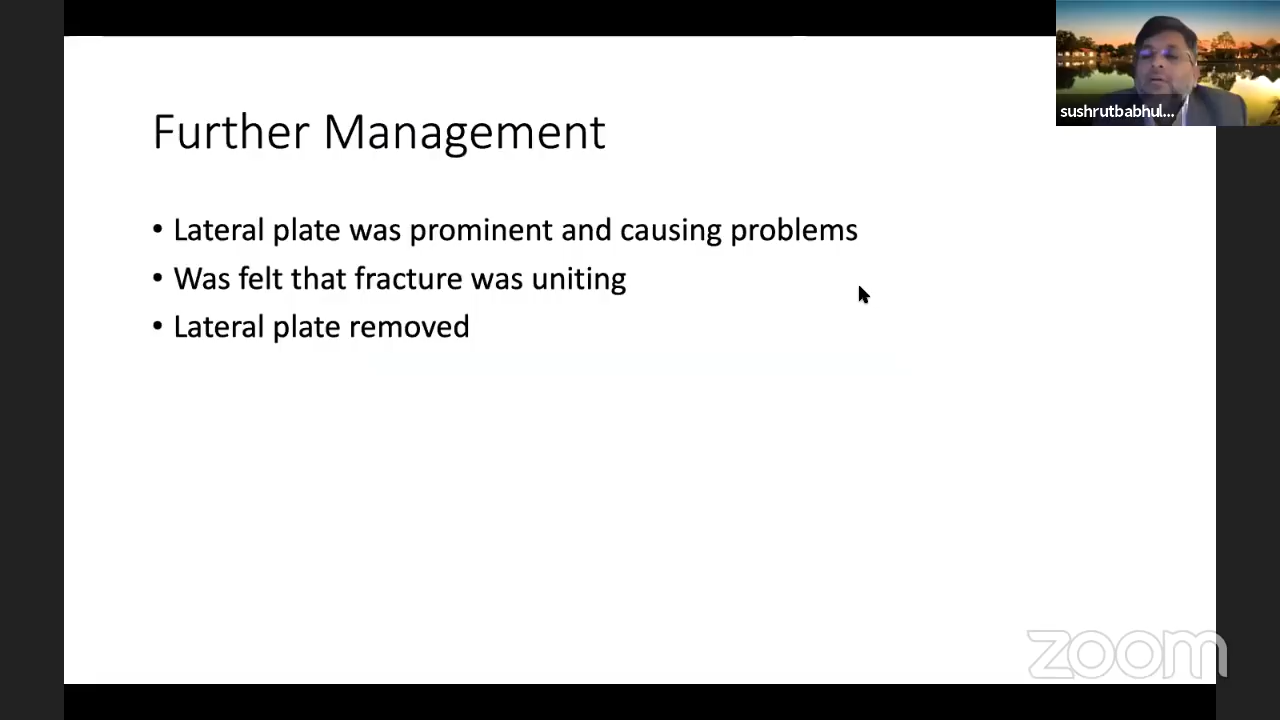 sushrutbabhul...
Further Management
• Lateral plate was prominent and causing problems
• Was felt that fracture was uniting
• Lateral plate removed
zoom